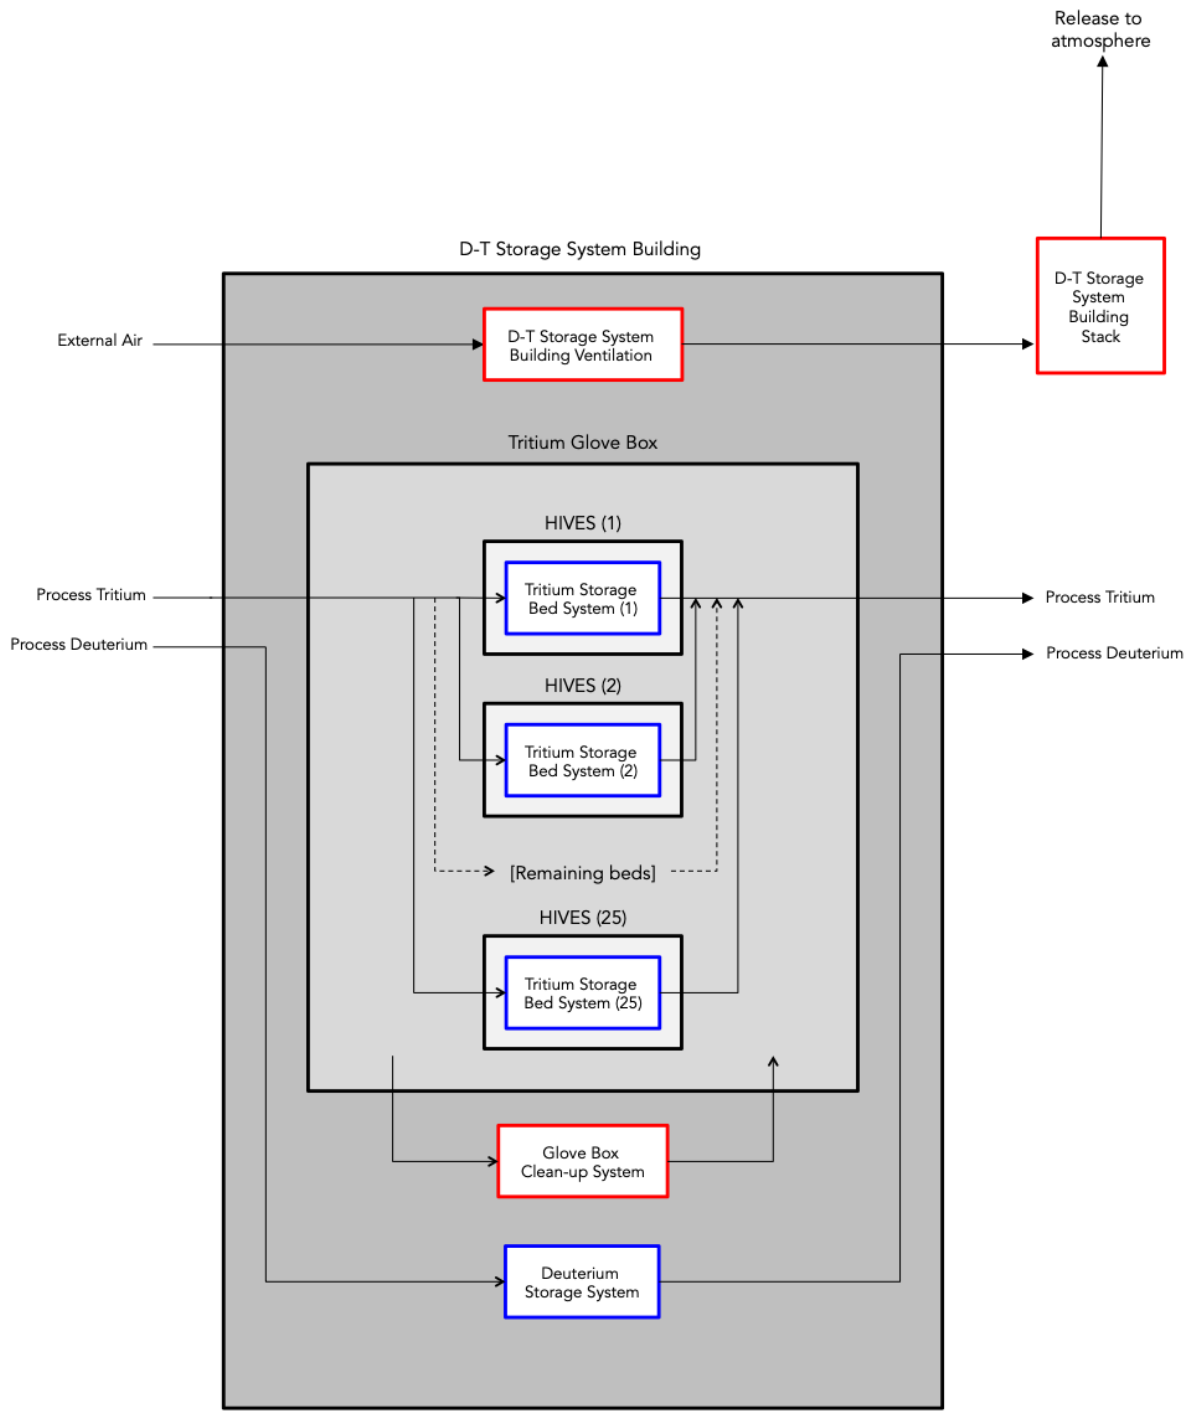 Release to
atmosphere
D-T Storage System Building
D-T Storage
System
Building
Stack
External Air
D-T Storage System
Building Ventilation
Tritium Glove Box
HIVES (1)
Process Tritium
Tritium Storage
Bed System (1)
Process Tritium
Process Deuterium
Process Deuterium
HIVES (2)
Tritium Storage
Bed System (2)
[Remaining beds]
HIVES (25)
Tritium Storage
Bed System (25)
Glove Box
Clean-up System
Deuterium
Storage System